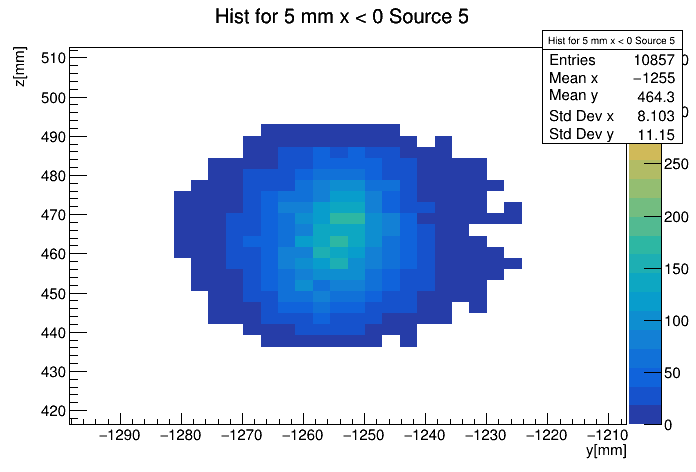 Hist for 5 mm x < 0 Source 5
z[mm]
510
500
490
480
470
460
450
440
430
420
Hist for 5 mm x < 0 Source 5
Entries 10857
Mean x −1255
Mean y 464.3
Std Dev x 8.103
Std Dev y 11.15
250
200
150
100
50
0
−1290 −1280 −1270 −1260 −1250 −1240 −1230 −1220 −1210
y[mm]